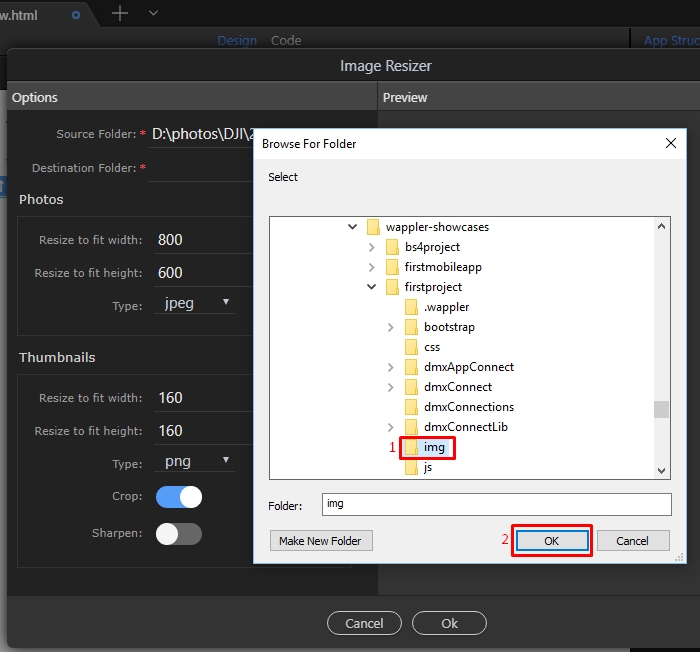 w.html
Design Code App Struc
Image Resizer
Options
Preview
Source Folder: * D:\photos\DJI\2
Destination Folder: *
Photos
Resize to fit width: 800
Resize to fit height: 600
Type: jpeg
Thumbnails
Resize to fit width: 160
Resize to fit height: 160
Type: png
Crop:
Sharpen:
Cancel Ok
Browse For Folder
Select
wappler-showcases
bs4project
firstmobileapp
firstproject
.wappler
bootstrap
css
dmxAppConnect
dmxConnect
dmxConnections
dmxConnectLib
1 img
js
Folder: img
Make New Folder 2 OK Cancel